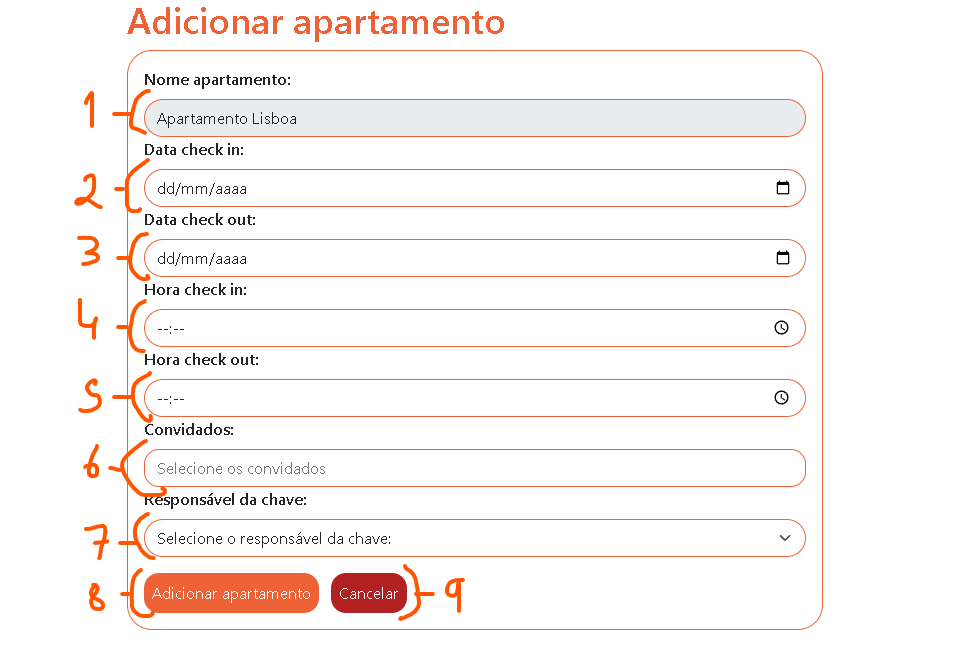 Adicionar apartamento
Nome apartamento:
1 Apartamento Lisboa
Data check in:
2 dd/mm/aaaa
Data check out:
3 dd/mm/aaaa
Hora check in:
4 --:--
Hora check out:
5 --:--
Convidados:
6 Selecione os convidados
Responsável da chave:
7 Selecione o responsável da chave:
8 Adicionar apartamento Cancelar 9